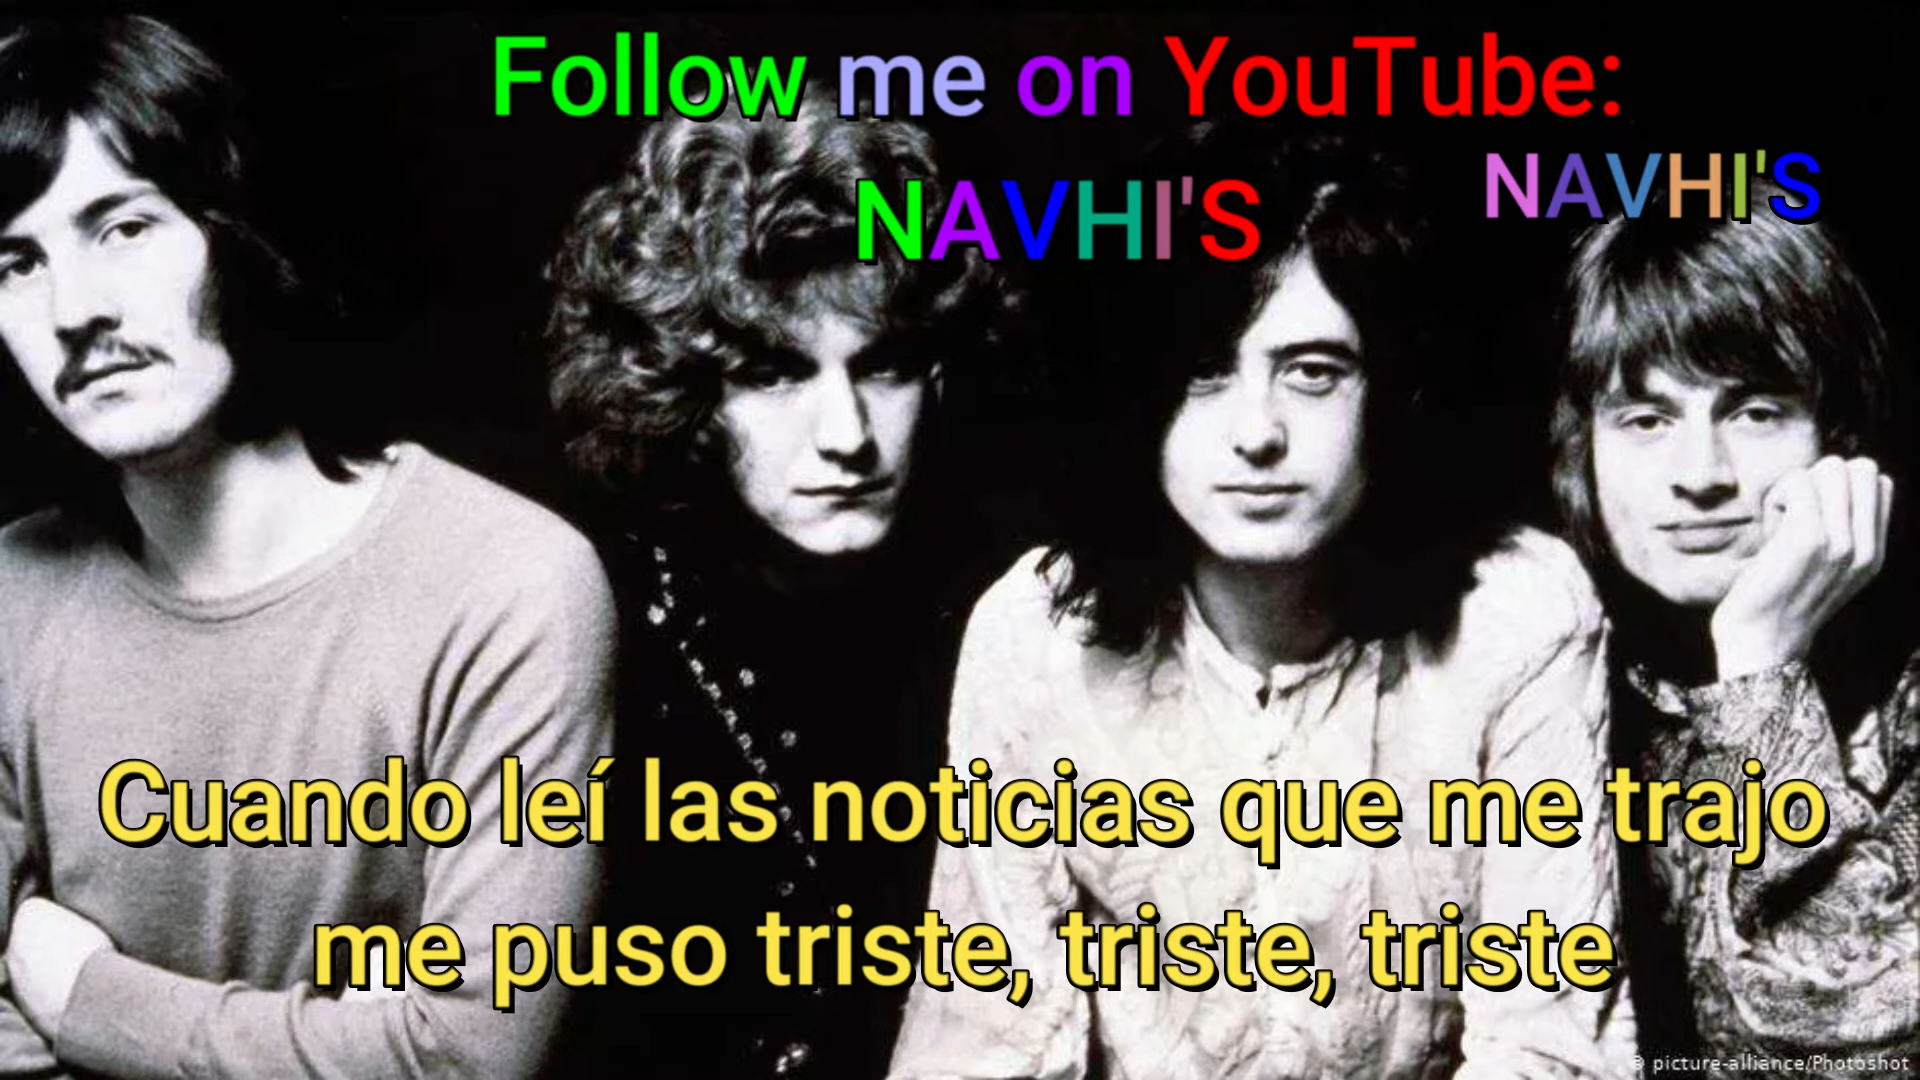 Follow me on YouTube:
NAVHI'S
NAVHI'S
Cuando leí las noticias que me trajo
me puso triste, triste, triste
© picture-alliance/Photoshot